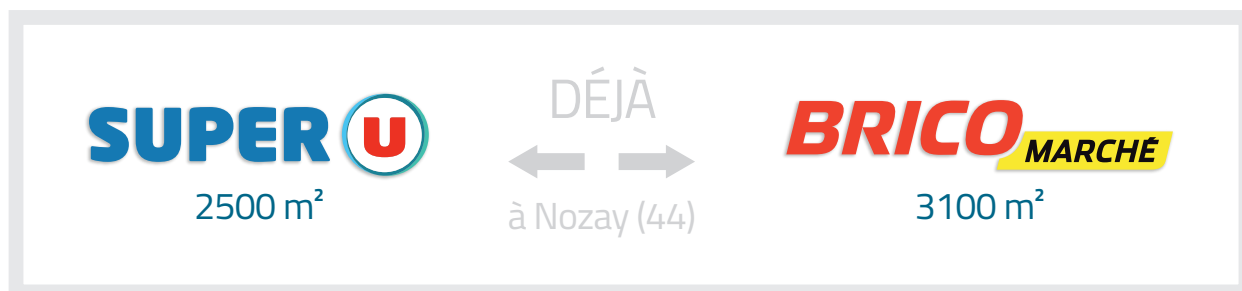 SUPER U
2500 m²
DÉJÀ
à Nozay (44)
BRICO
MARCHÉ
3100 m²